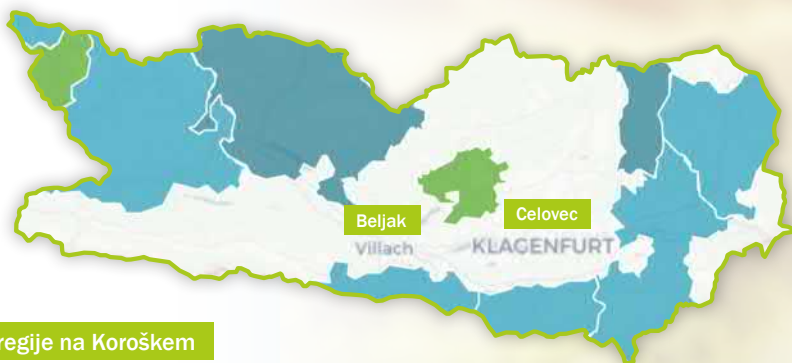 Beljak
Celovec
Villach
KLAGENFURT
regije na Koroškem